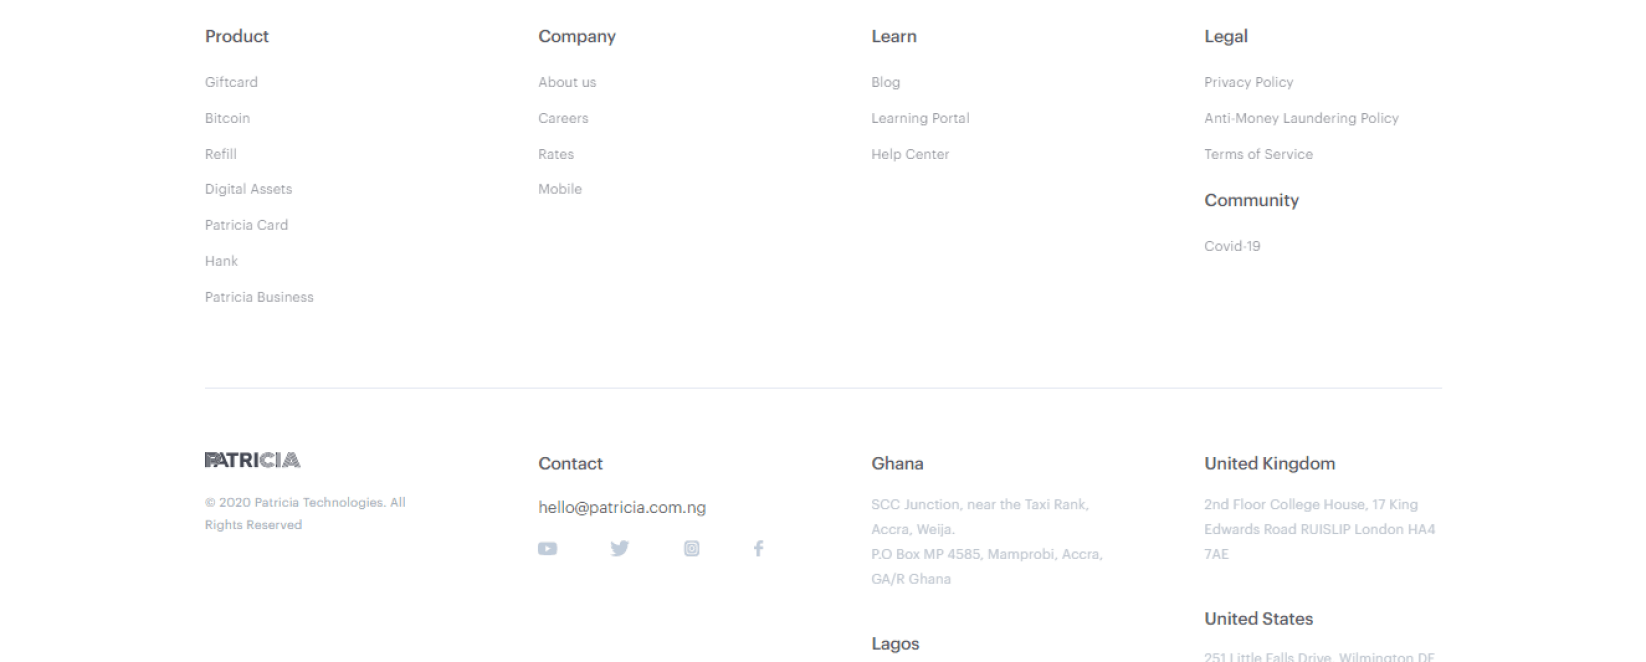 Product
Giftcard
Bitcoin
Refill
Digital Assets
Patricia Card
Hank
Patricia Business
Company
About us
Careers
Rates
Mobile
Learn
Blog
Learning Portal
Help Center
Legal
Privacy Policy
Anti-Money Laundering Policy
Terms of Service
Community
Covid-19
PATRICIA
© 2020 Patricia Technologies. All
Rights Reserved
Contact
hello@patricia.com.ng
Ghana
SCC Junction, near the Taxi Rank,
Accra, Weija.
P.O Box MP 4585, Mamprobi, Accra,
GA/R Ghana
Lagos
United Kingdom
2nd Floor College House, 17 King
Edwards Road RUISLIP London HA4
7AE
United States
251 Little Falls Drive, Wilmington DE